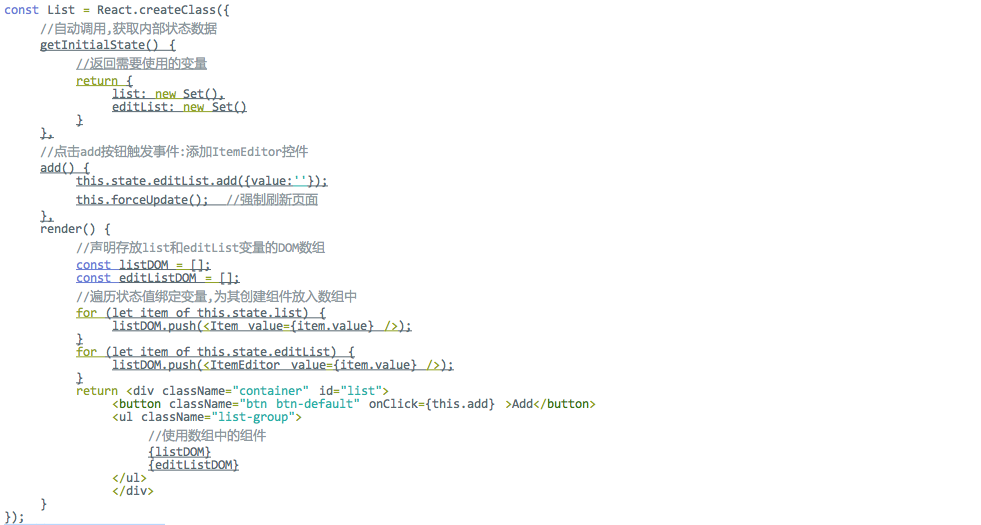 const List = React.createClass({
//自动调用,获取内部状态数据
getInitialState() {
//返回需要使用的变量
return {
list: new Set(),
editList: new Set()
}
},
//点击add按钮触发事件:添加ItemEditor控件
add() {
this.state.editList.add({value:''});
this.forceUpdate();  //强制刷新页面
},
render() {
//声明存放list和editList变量的DOM数组
const listDOM = [];
const editListDOM = [];
//遍历状态值绑定变量,为其创建组件放入数组中
for (let item of this.state.list) {
listDOM.push(<Item value={item.value} />);
}
for (let item of this.state.editList) {
listDOM.push(<ItemEditor value={item.value} />);
}
return <div className="container" id="list">
<button className="btn btn-default" onClick={this.add} >Add</button>
<ul className="list-group">
//使用数组中的组件
{listDOM}
{editListDOM}
</ul>
</div>
}
});